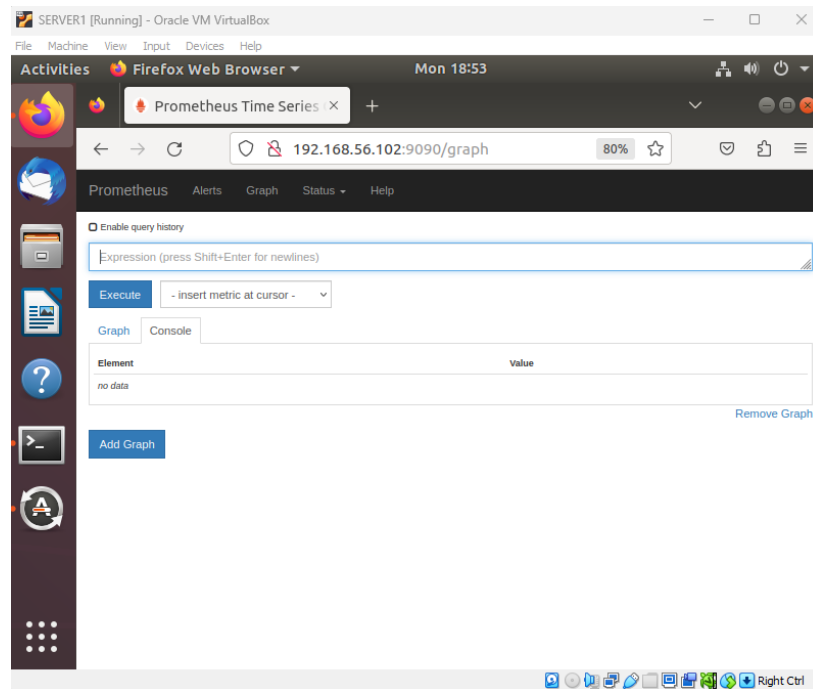 SERVER1 [Running] - Oracle VM VirtualBox
File Machine View Input Devices Help
Activities Firefox Web Browser Mon 18:53
Prometheus Time Series
192.168.56.102:9090/graph 80%
Prometheus Alerts Graph Status Help
Enable query history
Expression (press Shift+Enter for newlines)
Execute - insert metric at cursor -
Graph Console
Element Value
no data
Remove Graph
Add Graph
Right Ctrl